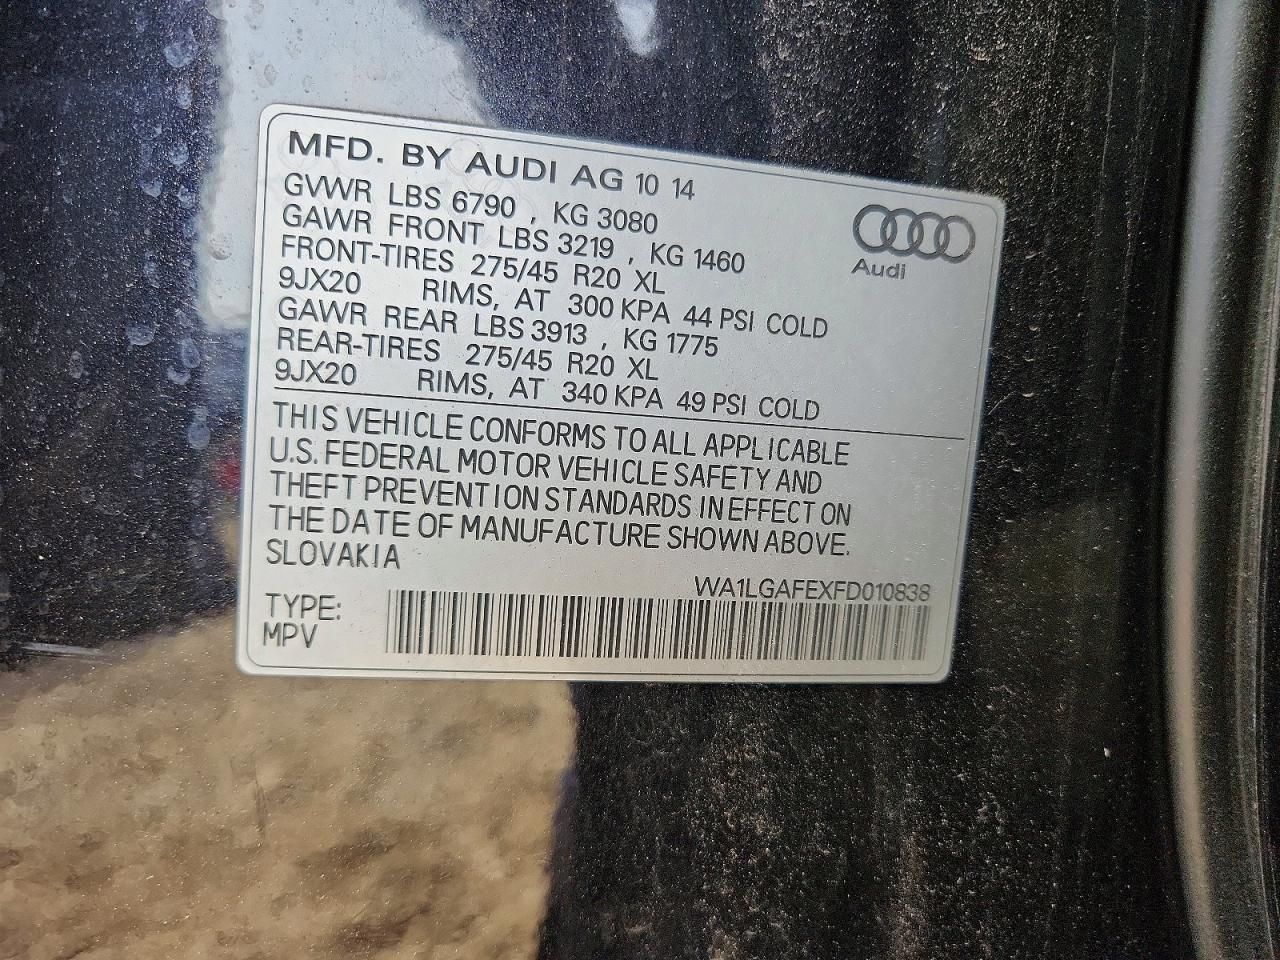 MFD. BY AUDI AG 10 14
GVWR LBS 6790 , KG 3080
GAWR FRONT LBS 3219 , KG 1460
FRONT-TIRES 275/45 R20 XL
9JX20 RIMS, AT 300 KPA 44 PSI COLD
GAWR REAR LBS 3913 , KG 1775
REAR-TIRES 275/45 R20 XL
9JX20 RIMS, AT 340 KPA 49 PSI COLD
Audi
THIS VEHICLE CONFORMS TO ALL APPLICABLE
U.S. FEDERAL MOTOR VEHICLE SAFETY AND
THEFT PREVENTION STANDARDS IN EFFECT ON
THE DATE OF MANUFACTURE SHOWN ABOVE.
SLOVAKIA
WA1LGAFEXFD010838
TYPE:
MPV